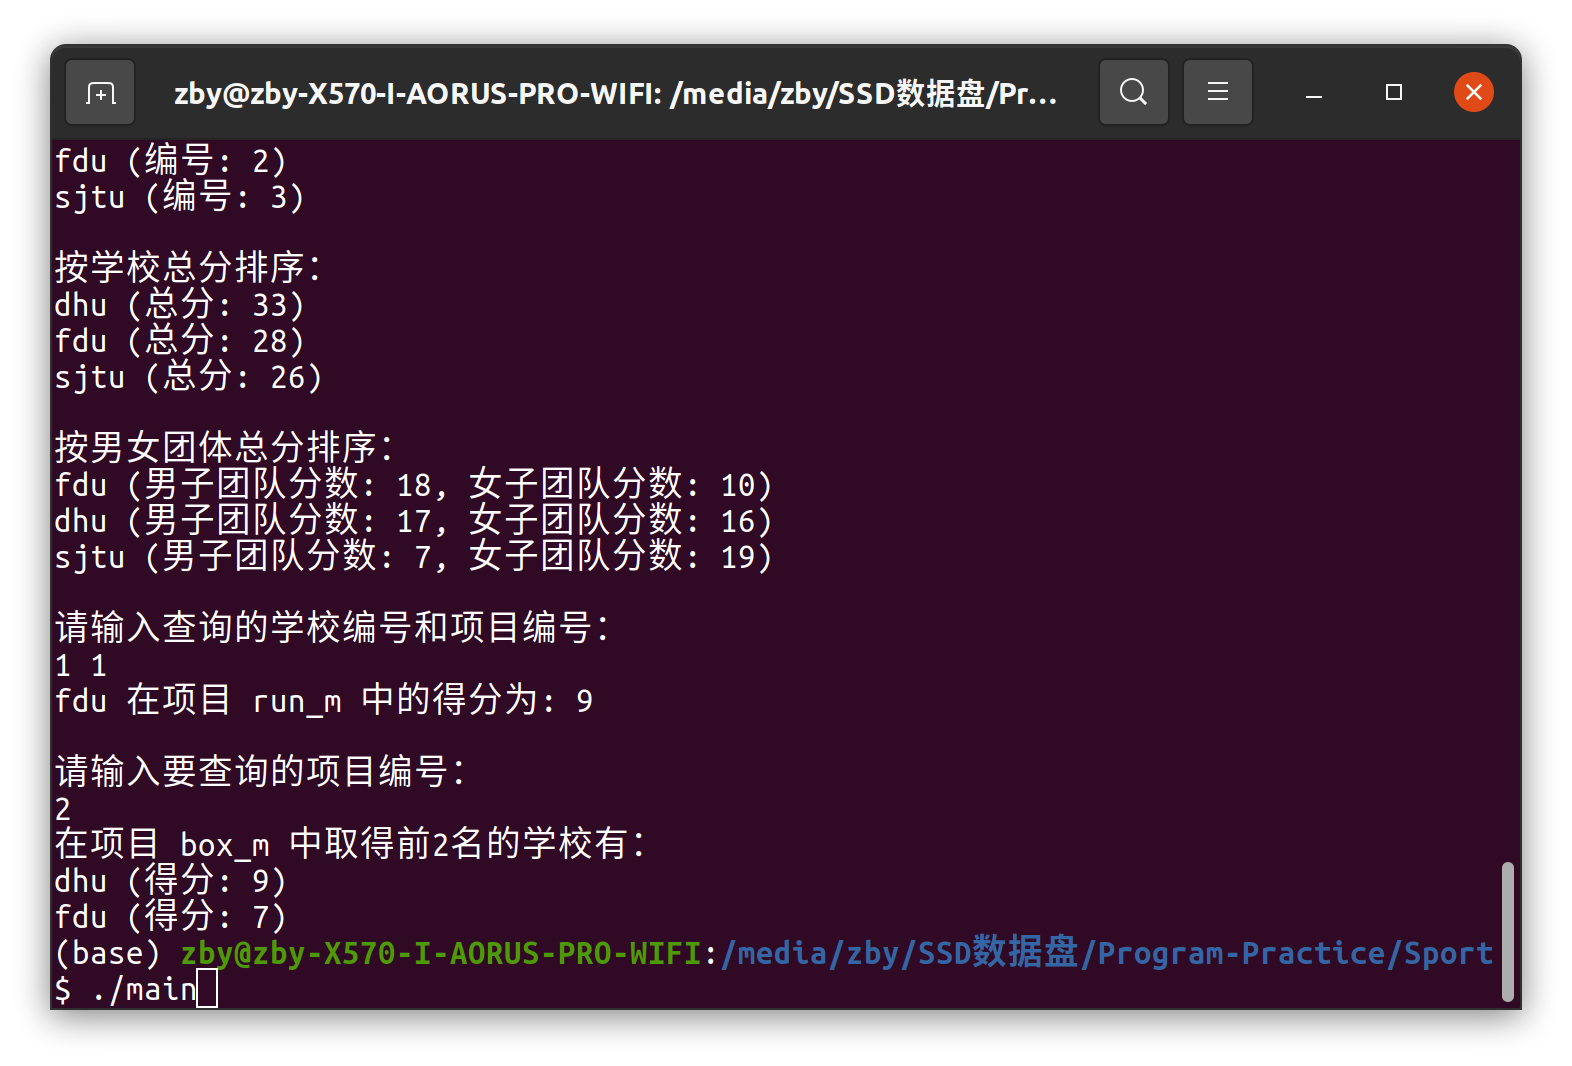 zby@zby-X570-I-AORUS-PRO-WIFI: /media/zby/SSD数据盘/Pr...
fdu (编号: 2)
sjtu (编号: 3)
按学校总分排序：
dhu (总分: 33)
fdu (总分: 28)
sjtu (总分: 26)
按男女团体总分排序：
fdu (男子团队分数: 18, 女子团队分数: 10)
dhu (男子团队分数: 17, 女子团队分数: 16)
sjtu (男子团队分数: 7, 女子团队分数: 19)
请输入查询的学校编号和项目编号：
1 1
fdu 在项目 run_m 中的得分为: 9
请输入要查询的项目编号：
2
在项目 box_m 中取得前2名的学校有：
dhu (得分: 9)
fdu (得分: 7)
(base) zby@zby-X570-I-AORUS-PRO-WIFI:/media/zby/SSD数据盘/Program-Practice/Sport
$ ./main